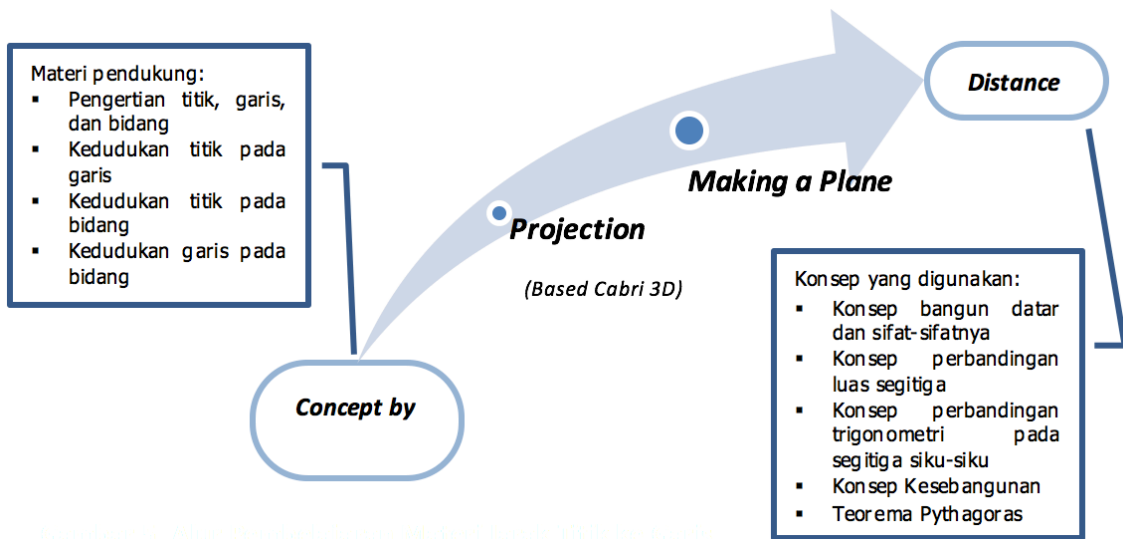 Materi pendukung:
▪ Pengertian titik, garis,
dan bidang
▪ Kedudukan titik pada
garis
▪ Kedudukan titik pada
bidang
▪ Kedudukan garis pada
bidang
Concept by
Projection
(Based Cabri 3D)
Making a Plane
Distance
Konsep yang digunakan:
▪ Konsep bangun datar
dan sifat-sifatnya
▪ Konsep perbandingan
luas segitiga
▪ Konsep perbandingan
trigonometri pada
segitiga siku-siku
▪ Konsep Kesebangunan
▪ Teorema Pythagoras